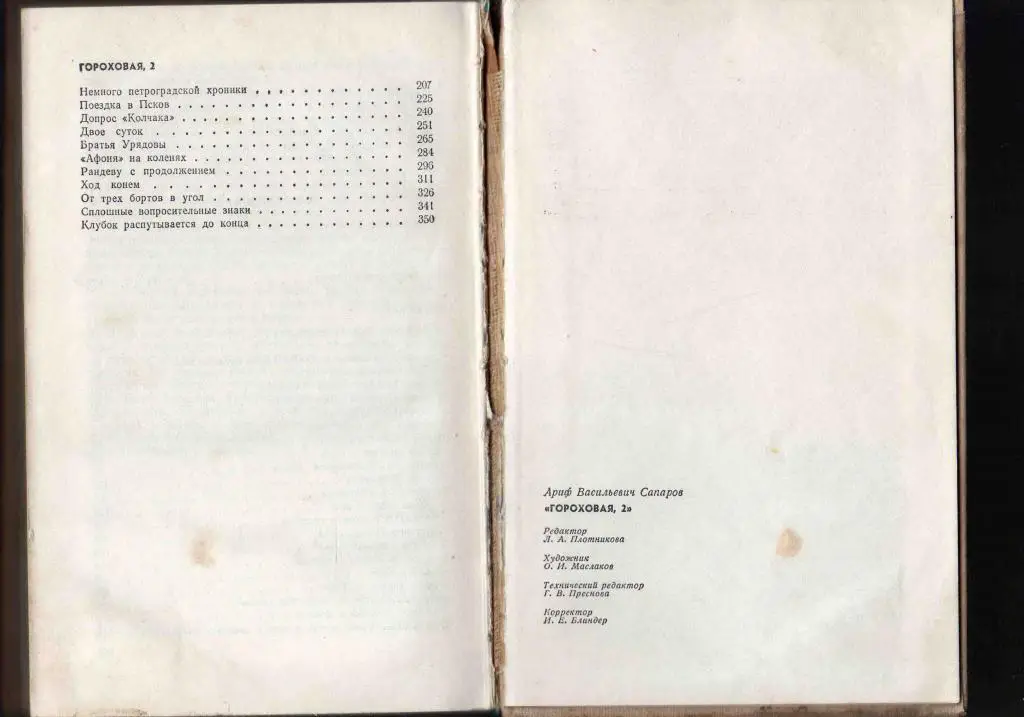 ГОРОХОВАЯ, 2
Немного петроградской хроники . . . . . . . . . . . 207
Поездка в Псков . . . . . . . . . . . . . . . . 225
Допрос «Колчака» . . . . . . . . . . . . . . . . 240
Двое суток . . . . . . . . . . . . . . . . . . 251
Братья Урядовы . . . . . . . . . . . . . . . . 265
«Афоня» на коленях . . . . . . . . . . . . . . . 284
Рандеву с продолжением . . . . . . . . . . . . . 295
Ход конем . . . . . . . . . . . . . . . . . . 311
От трех бортов в угол . . . . . . . . . . . . . . 326
Сплошные вопросительные знаки . . . . . . . . . . . 341
Клубок распутывается до конца . . . . . . . . . . . 350
Ариф Васильевич Сапаров
«ГОРОХОВАЯ, 2»
Редактор
Л. А. Плотникова
Художник
О. И. Маслаков
Технический редактор
Г. В. Преснова
Корректор
И. Е. Бландер